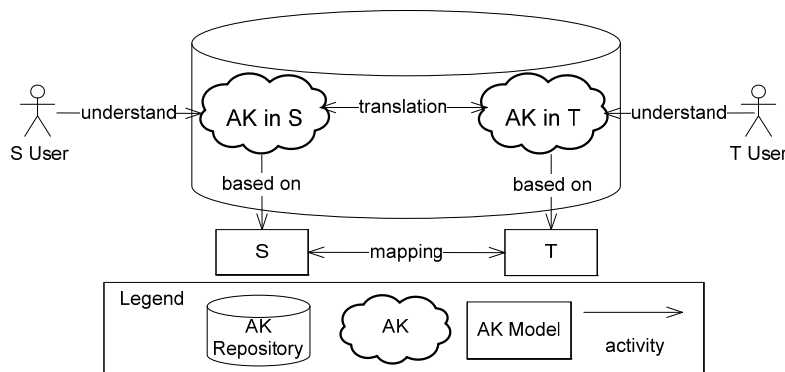 AK in S
translation
AK in T
understand
understand
S User
T User
based on
based on
S
mapping
T
Legend
AK
Repository
AK
AK Model
activity